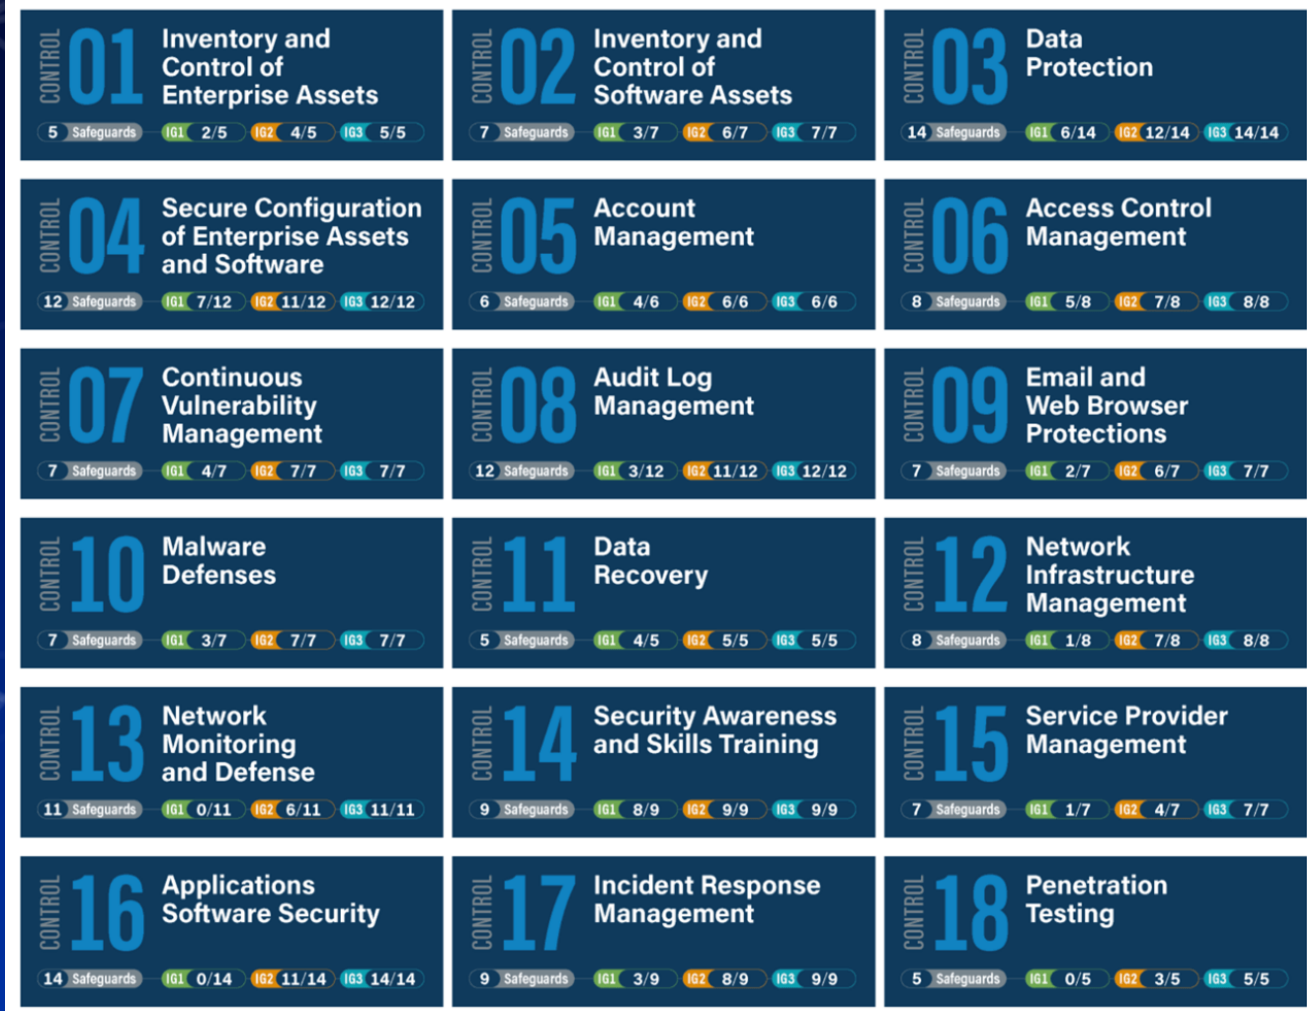 CONTROL
01
Inventory and
Control of
Enterprise Assets
5 Safeguards IG1 2/5 IG2 4/5 IG3 5/5
CONTROL
02
Inventory and
Control of
Software Assets
7 Safeguards IG1 3/7 IG2 6/7 IG3 7/7
CONTROL
03
Data
Protection
14 Safeguards IG1 6/14 IG2 12/14 IG3 14/14
CONTROL
04
Secure Configuration
of Enterprise Assets
and Software
12 Safeguards IG1 7/12 IG2 11/12 IG3 12/12
CONTROL
05
Account
Management
6 Safeguards IG1 4/6 IG2 6/6 IG3 6/6
CONTROL
06
Access Control
Management
8 Safeguards IG1 5/8 IG2 7/8 IG3 8/8
CONTROL
07
Continuous
Vulnerability
Management
7 Safeguards IG1 4/7 IG2 7/7 IG3 7/7
CONTROL
08
Audit Log
Management
12 Safeguards IG1 3/12 IG2 11/12 IG3 12/12
CONTROL
09
Email and
Web Browser
Protections
7 Safeguards IG1 2/7 IG2 6/7 IG3 7/7
CONTROL
10
Malware
Defenses
7 Safeguards IG1 3/7 IG2 7/7 IG3 7/7
CONTROL
11
Data
Recovery
5 Safeguards IG1 4/5 IG2 5/5 IG3 5/5
CONTROL
12
Network
Infrastructure
Management
8 Safeguards IG1 1/8 IG2 7/8 IG3 8/8
CONTROL
13
Network
Monitoring
and Defense
11 Safeguards IG1 0/11 IG2 6/11 IG3 11/11
CONTROL
14
Security Awareness
and Skills Training
9 Safeguards IG1 8/9 IG2 9/9 IG3 9/9
CONTROL
15
Service Provider
Management
7 Safeguards IG1 1/7 IG2 4/7 IG3 7/7
CONTROL
16
Applications
Software Security
14 Safeguards IG1 0/14 IG2 11/14 IG3 14/14
CONTROL
17
Incident Response
Management
9 Safeguards IG1 3/9 IG2 8/9 IG3 9/9
CONTROL
18
Penetration
Testing
5 Safeguards IG1 0/5 IG2 3/5 IG3 5/5